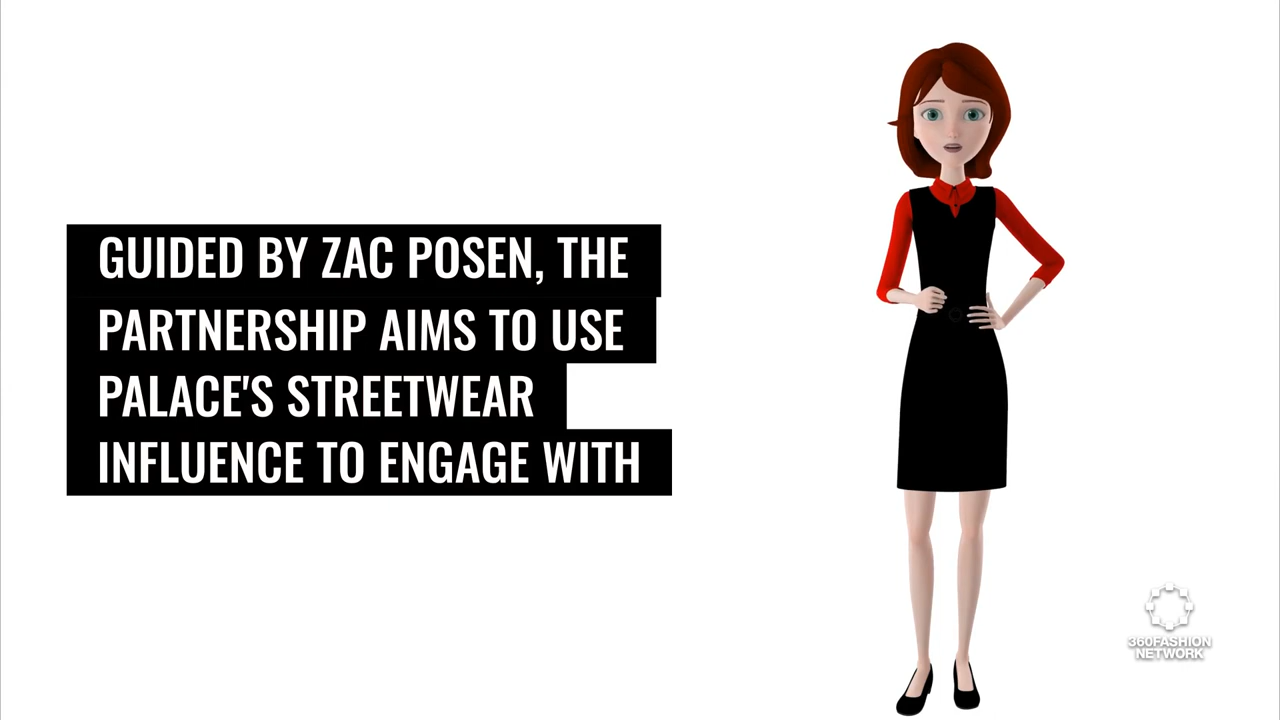 GUIDED BY ZAC POSEN, THE
PARTNERSHIP AIMS TO USE
PALACE'S STREETWEAR
INFLUENCE TO ENGAGE WITH
360FASHION
NETWORK